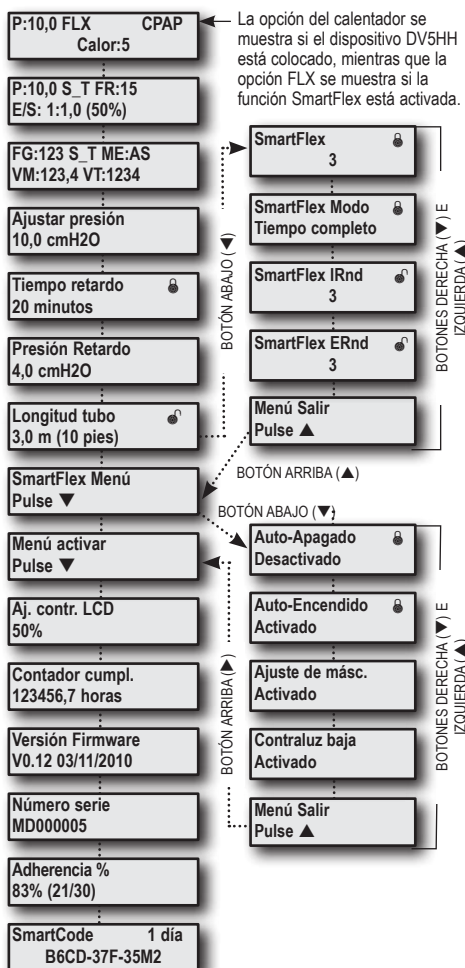 P:10,0 FLX CPAP
Calor:5
La opción del calentador se
muestra si el dispositivo DV5HH
está colocado, mientras que la
opción FLX se muestra si la
función SmartFlex está activada.
P:10,0 S_T FR:15
E/S: 1:1,0 (50%)
FG:123 S_T ME:AS
VM:123,4 VT:1234
Ajustar presión
10,0 cmH2O
Tiempo retardo
20 minutos
Presión Retardo
4,0 cmH2O
Longitud tubo
3,0 m (10 pies)
SmartFlex Menú
Pulse ▼
Menú activar
Pulse ▼
Aj. contr. LCD
50%
Contador cumpl.
123456,7 horas
Versión Firmware
V0.12 03/11/2010
Número serie
MD000005
Adherencia %
83% (21/30)
SmartCode 1 día
B6CD-37F-35M2
BOTÓN ABAJO (▼)
SmartFlex
3
SmartFlex Modo
Tiempo completo
SmartFlex IRnd
3
SmartFlex ERnd
3
Menú Salir
Pulse ▲
BOTONES DERECHA (▼) E
IZQUIERDA (▲)
BOTÓN ARRIBA (▲)
BOTÓN ABAJO (▼)
Auto-Apagado
Desactivado
Auto-Encendido
Activado
Ajuste de másc.
Activado
Contraluz baja
Activado
Menú Salir
Pulse ▲
BOTÓN ARRIBA (▲)
BOTONES DERECHA (▼) E
IZQUIERDA (▲)